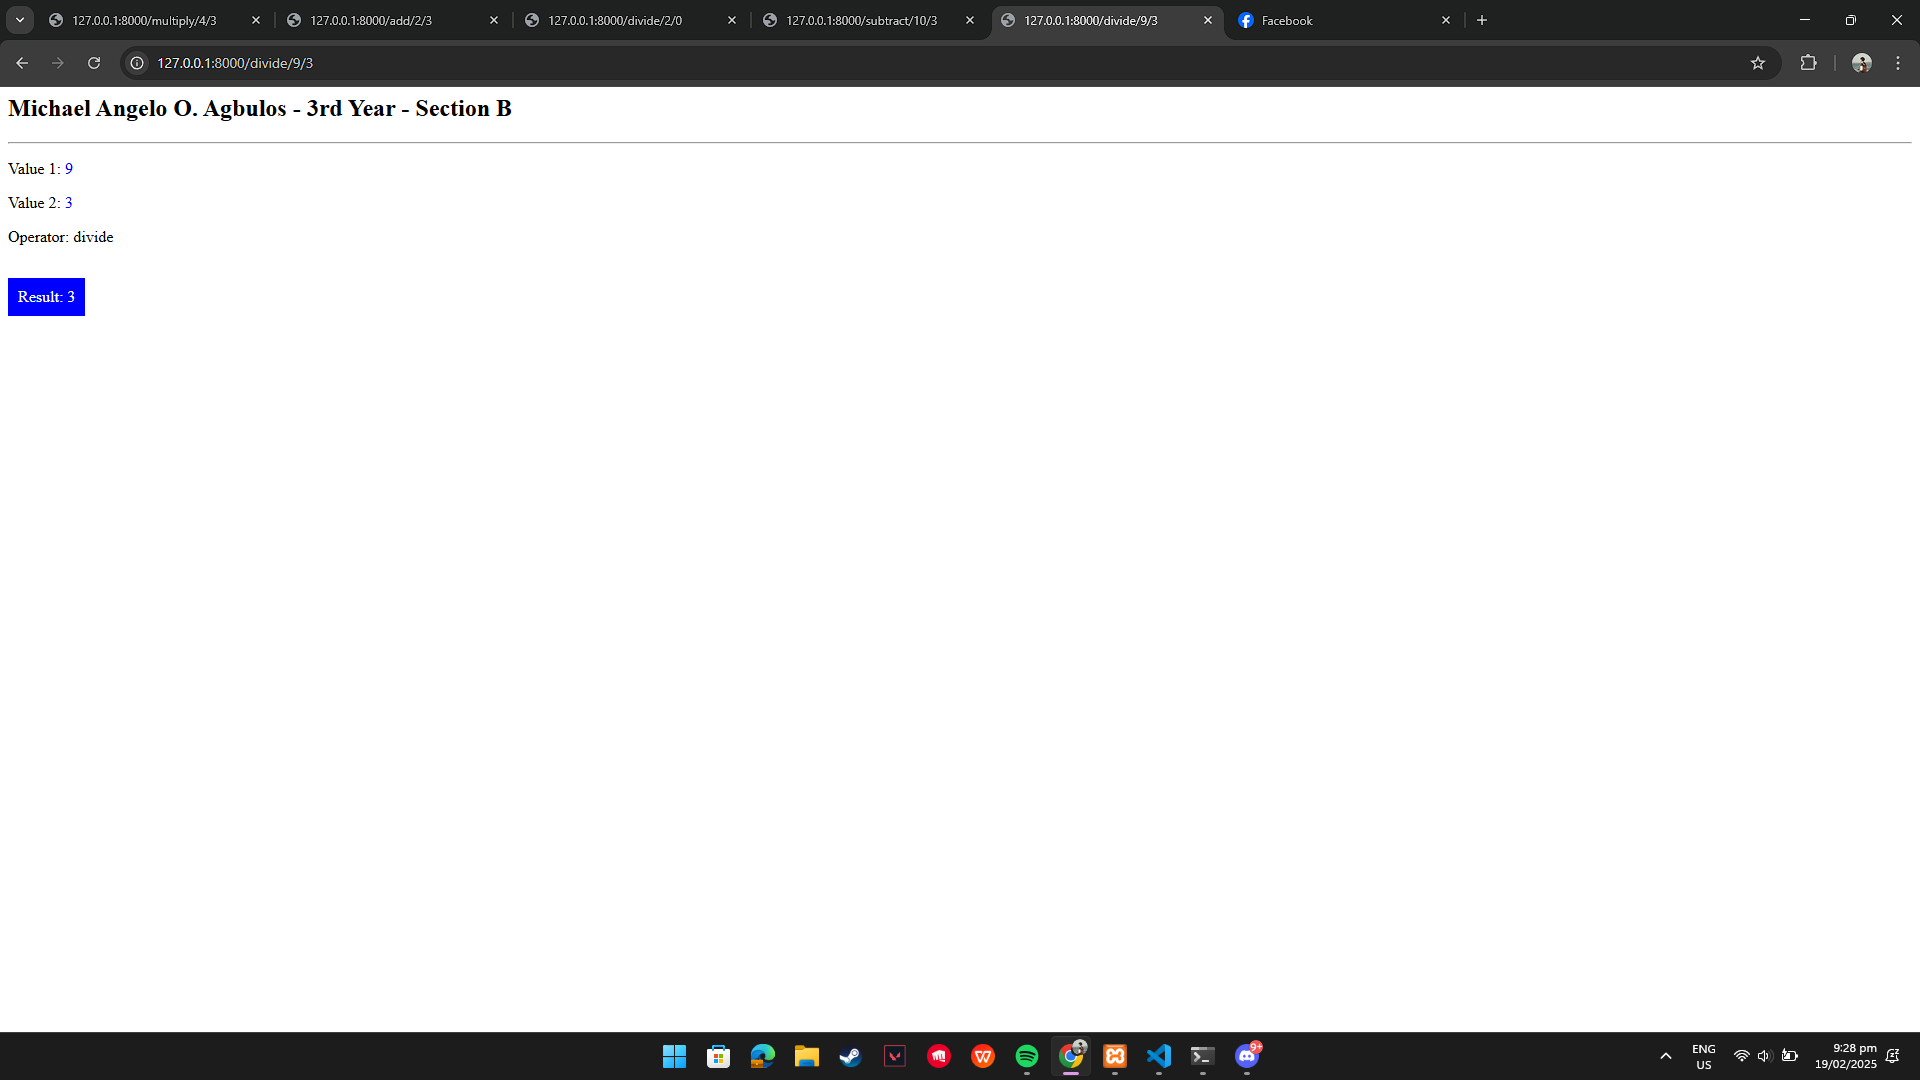 127.0.0.1:8000/multiply/4/3
127.0.0.1:8000/add/2/3
127.0.0.1:8000/divide/2/0
127.0.0.1:8000/subtract/10/3
127.0.0.1:8000/divide/9/3
Facebook
127.0.0.1:8000/divide/9/3
Michael Angelo O. Agbulos - 3rd Year - Section B
Value 1: 9
Value 2: 3
Operator: divide
Result: 3
9+
ENG
US
9:28 pm
19/02/2025